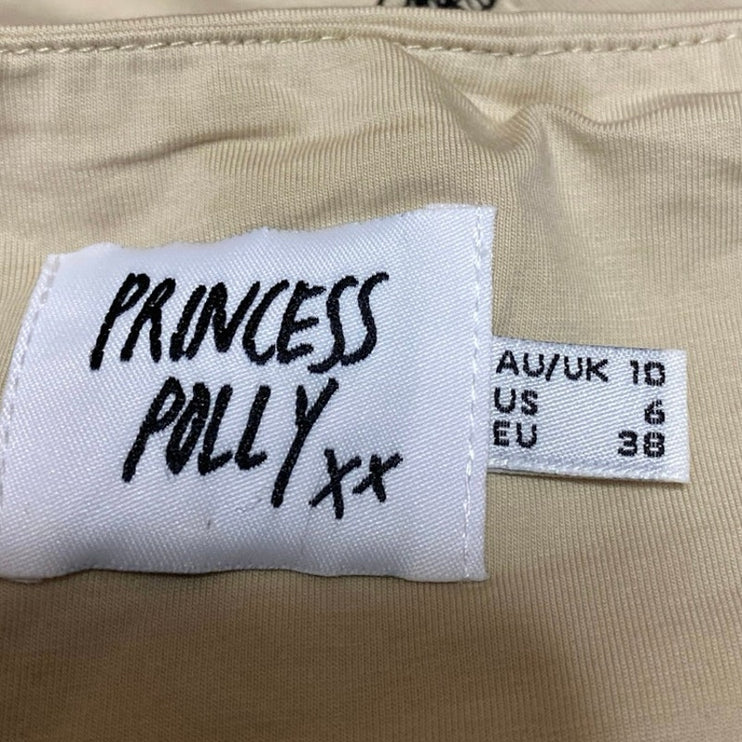 PRINCESS
POLLY xx
AU/UK 10
US 6
EU 38